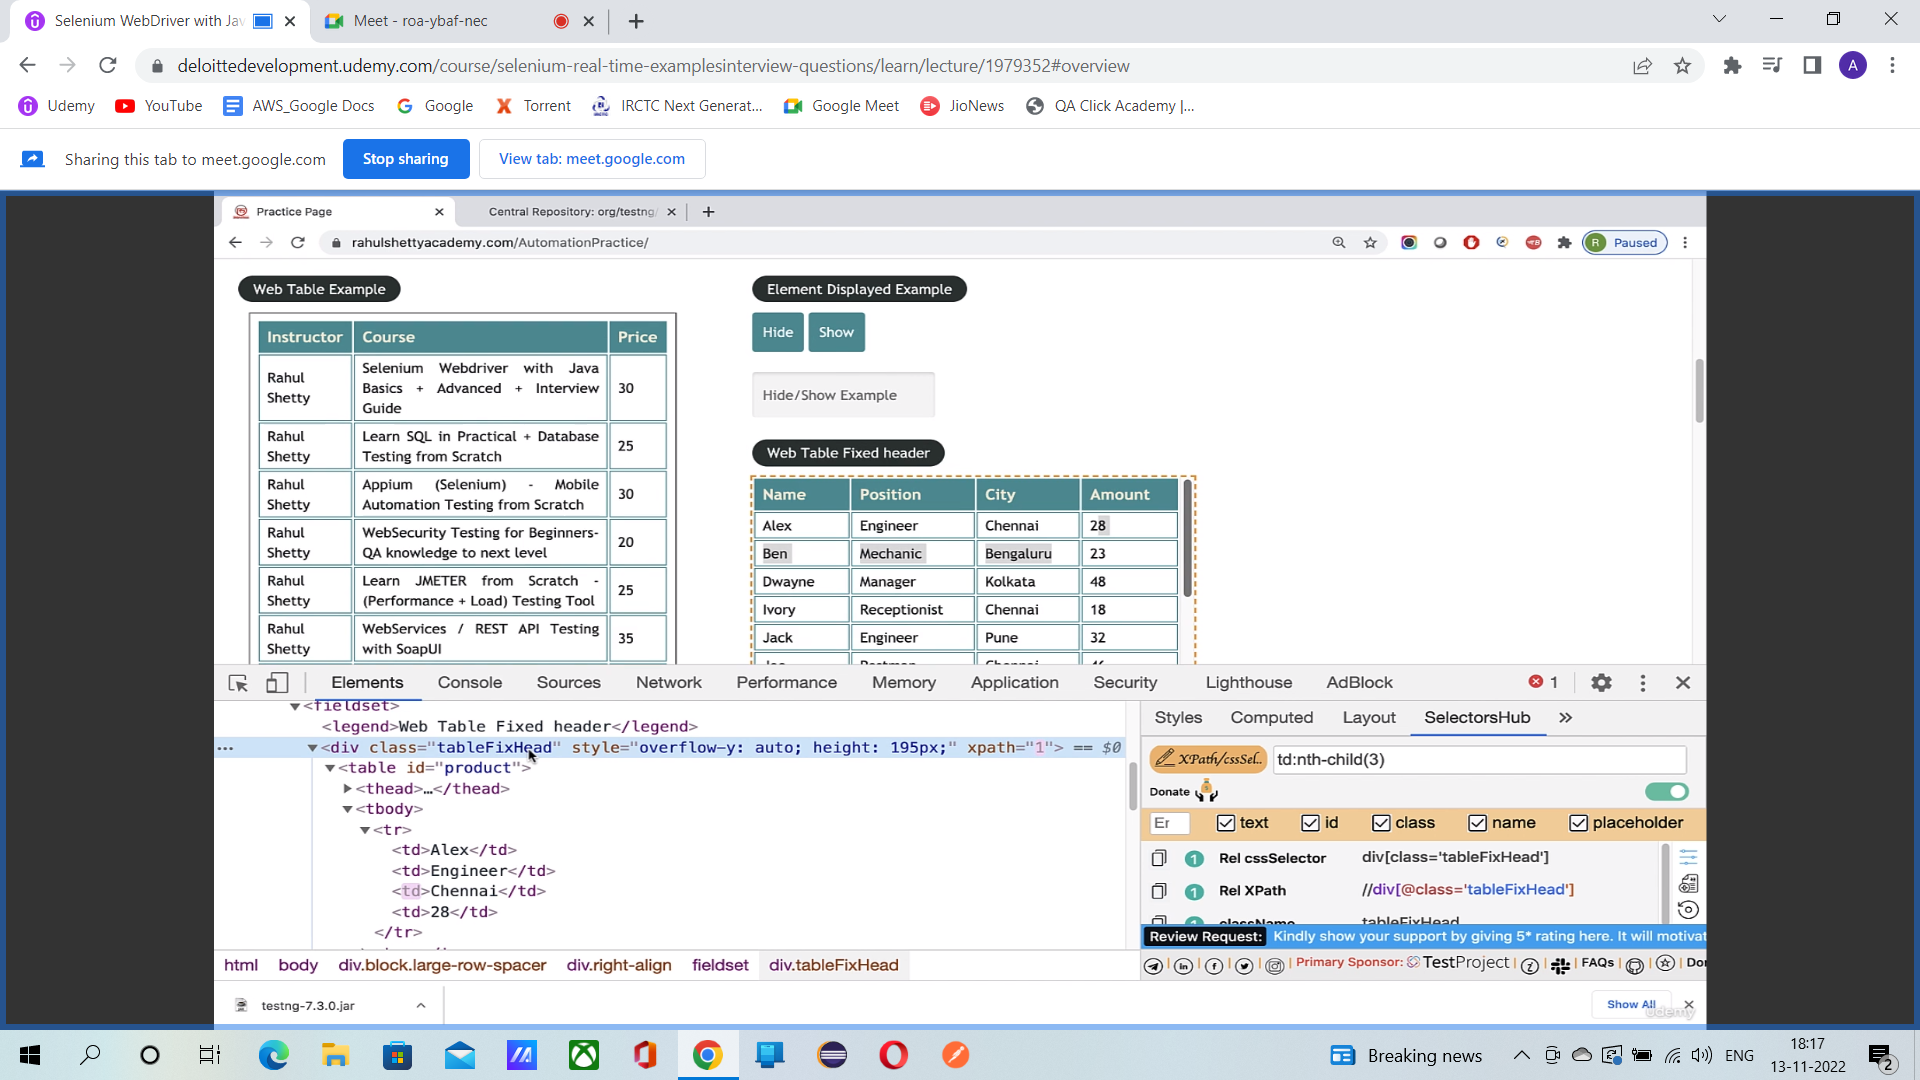 Selenium WebDriver with Jav
Meet - roa-ybaf-nec
deloittedevelopment.udemy.com/course/selenium-real-time-examplesinterview-questions/learn/lecture/1979352#overview
A
Udemy
YouTube
AWS_Google Docs
Google
Torrent
IRCTC Next Generat...
Google Meet
JioNews
QA Click Academy |...
Sharing this tab to meet.google.com
Stop sharing
View tab: meet.google.com
Practice Page
Central Repository: org/testng/
rahulshettyacademy.com/AutomationPractice/
R Paused
Web Table Example
Instructor Course Price
Rahul Shetty Selenium Webdriver with Java Basics + Advanced + Interview Guide 30
Rahul Shetty Learn SQL in Practical + Database Testing from Scratch 25
Rahul Shetty Appium (Selenium) - Mobile Automation Testing from Scratch 30
Rahul Shetty WebSecurity Testing for Beginners-QA knowledge to next level 20
Rahul Shetty Learn JMETER from Scratch - (Performance + Load) Testing Tool 25
Rahul Shetty WebServices / REST API Testing with SoapUI 35
Element Displayed Example
Hide Show
Hide/Show Example
Web Table Fixed header
Name Position City Amount
Alex Engineer Chennai 28
Ben Mechanic Bengaluru 23
Dwayne Manager Kolkata 48
Ivory Receptionist Chennai 18
Jack Engineer Pune 32
Elements Console Sources Network Performance Memory Application Security Lighthouse AdBlock 1
<fieldset>
<legend>Web Table Fixed header</legend>
<div class="tableFixHead" style="overflow-y: auto; height: 195px;" xpath="1"> == $0
<table id="product">
<thead>…</thead>
<tbody>
<tr>
<td>Alex</td>
<td>Engineer</td>
<td>Chennai</td>
<td>28</td>
</tr>
html body div.block.large-row-spacer div.right-align fieldset div.tableFixHead
Styles Computed Layout SelectorsHub »
XPath/cssSel..
td:nth-child(3)
Donate
Er text id class name placeholder
1 Rel cssSelector div[class='tableFixHead']
1 Rel XPath //div[@class='tableFixHead']
className tableFixHead
Review Request: Kindly show your support by giving 5* rating here. It will motivat
Primary Sponsor: TestProject FAQs Don
testng-7.3.0.jar
Show All
udemy
Breaking news
ENG
18:17
13-11-2022
2